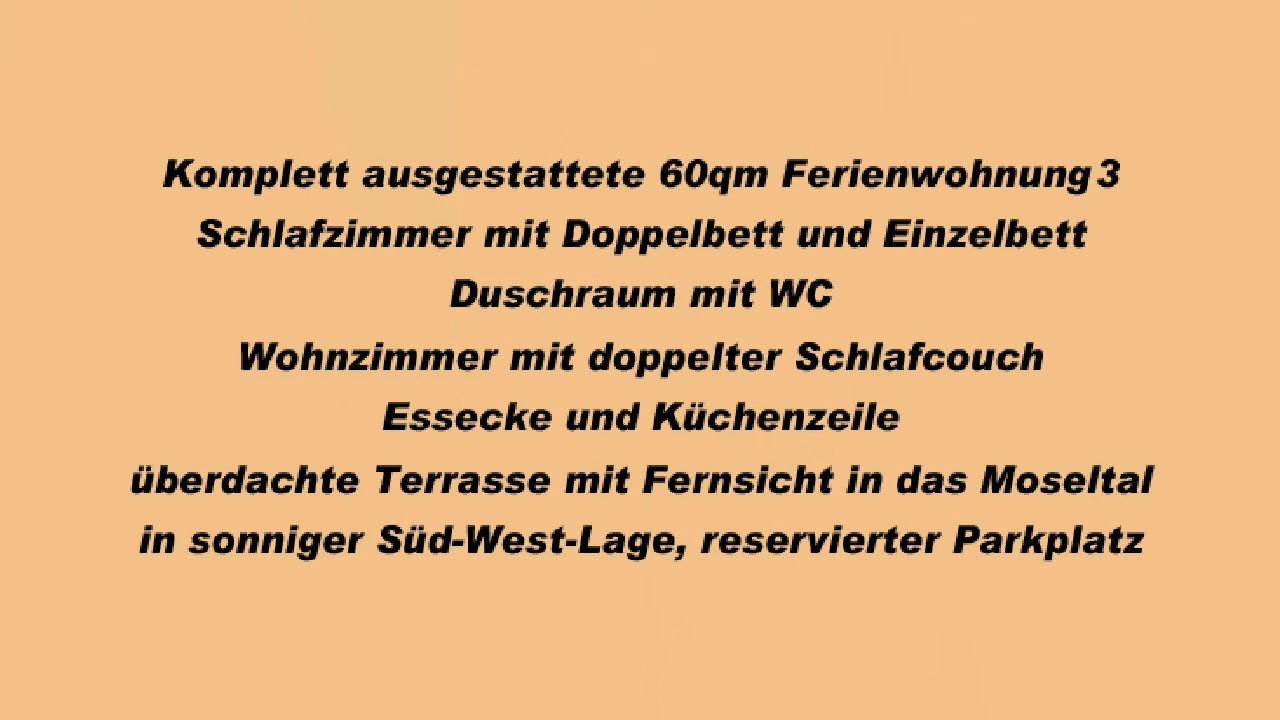 Komplett ausgestattete 60qm Ferienwohnung 3
Schlafzimmer mit Doppelbett und Einzelbett
Duschraum mit WC
Wohnzimmer mit doppelter Schlafcouch
Essecke und Küchenzeile
überdachte Terrasse mit Fernsicht in das Moseltal
in sonniger Süd-West-Lage, reservierter Parkplatz